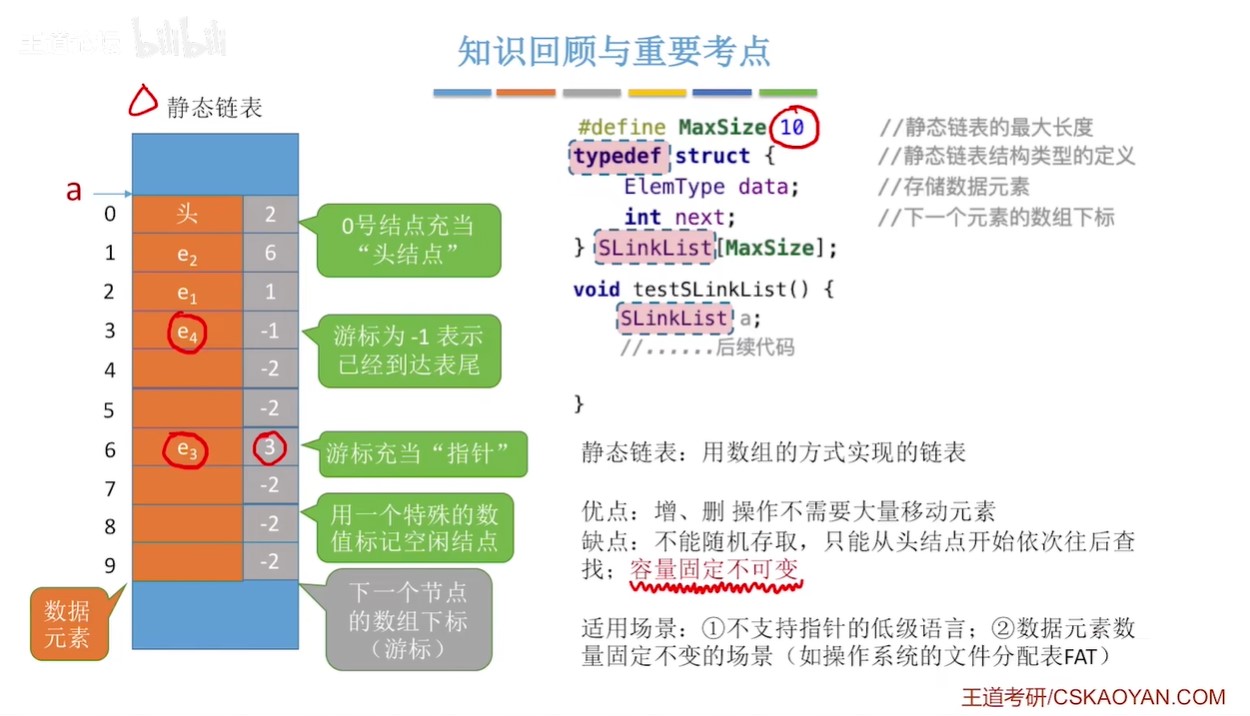 王道论坛 bilibili
知识回顾与重要考点
静态链表
a
0 头 2
1 e₂ 6
2 e₁ 1
3 e₄ -1
4 -2
5 -2
6 e₃ 3
7 -2
8 -2
9 -2
0号结点充当
“头结点”
游标为 -1 表示
已经到达表尾
游标充当“指针”
用一个特殊的数
值标记空闲结点
下一个节点
的数组下标
（游标）
数据
元素
#define MaxSize 10 //静态链表的最大长度
typedef struct { //静态链表结构类型的定义
ElemType data; //存储数据元素
int next; //下一个元素的数组下标
} SLinkList[MaxSize];
void testSLinkList() {
SLinkList a;
//......后续代码
}
静态链表：用数组的方式实现的链表
优点：增、删 操作不需要大量移动元素
缺点：不能随机存取，只能从头结点开始依次往后查
找；容量固定不可变
适用场景：①不支持指针的低级语言；②数据元素数
量固定不变的场景（如操作系统的文件分配表FAT）
王道考研/CSKAOYAN.COM